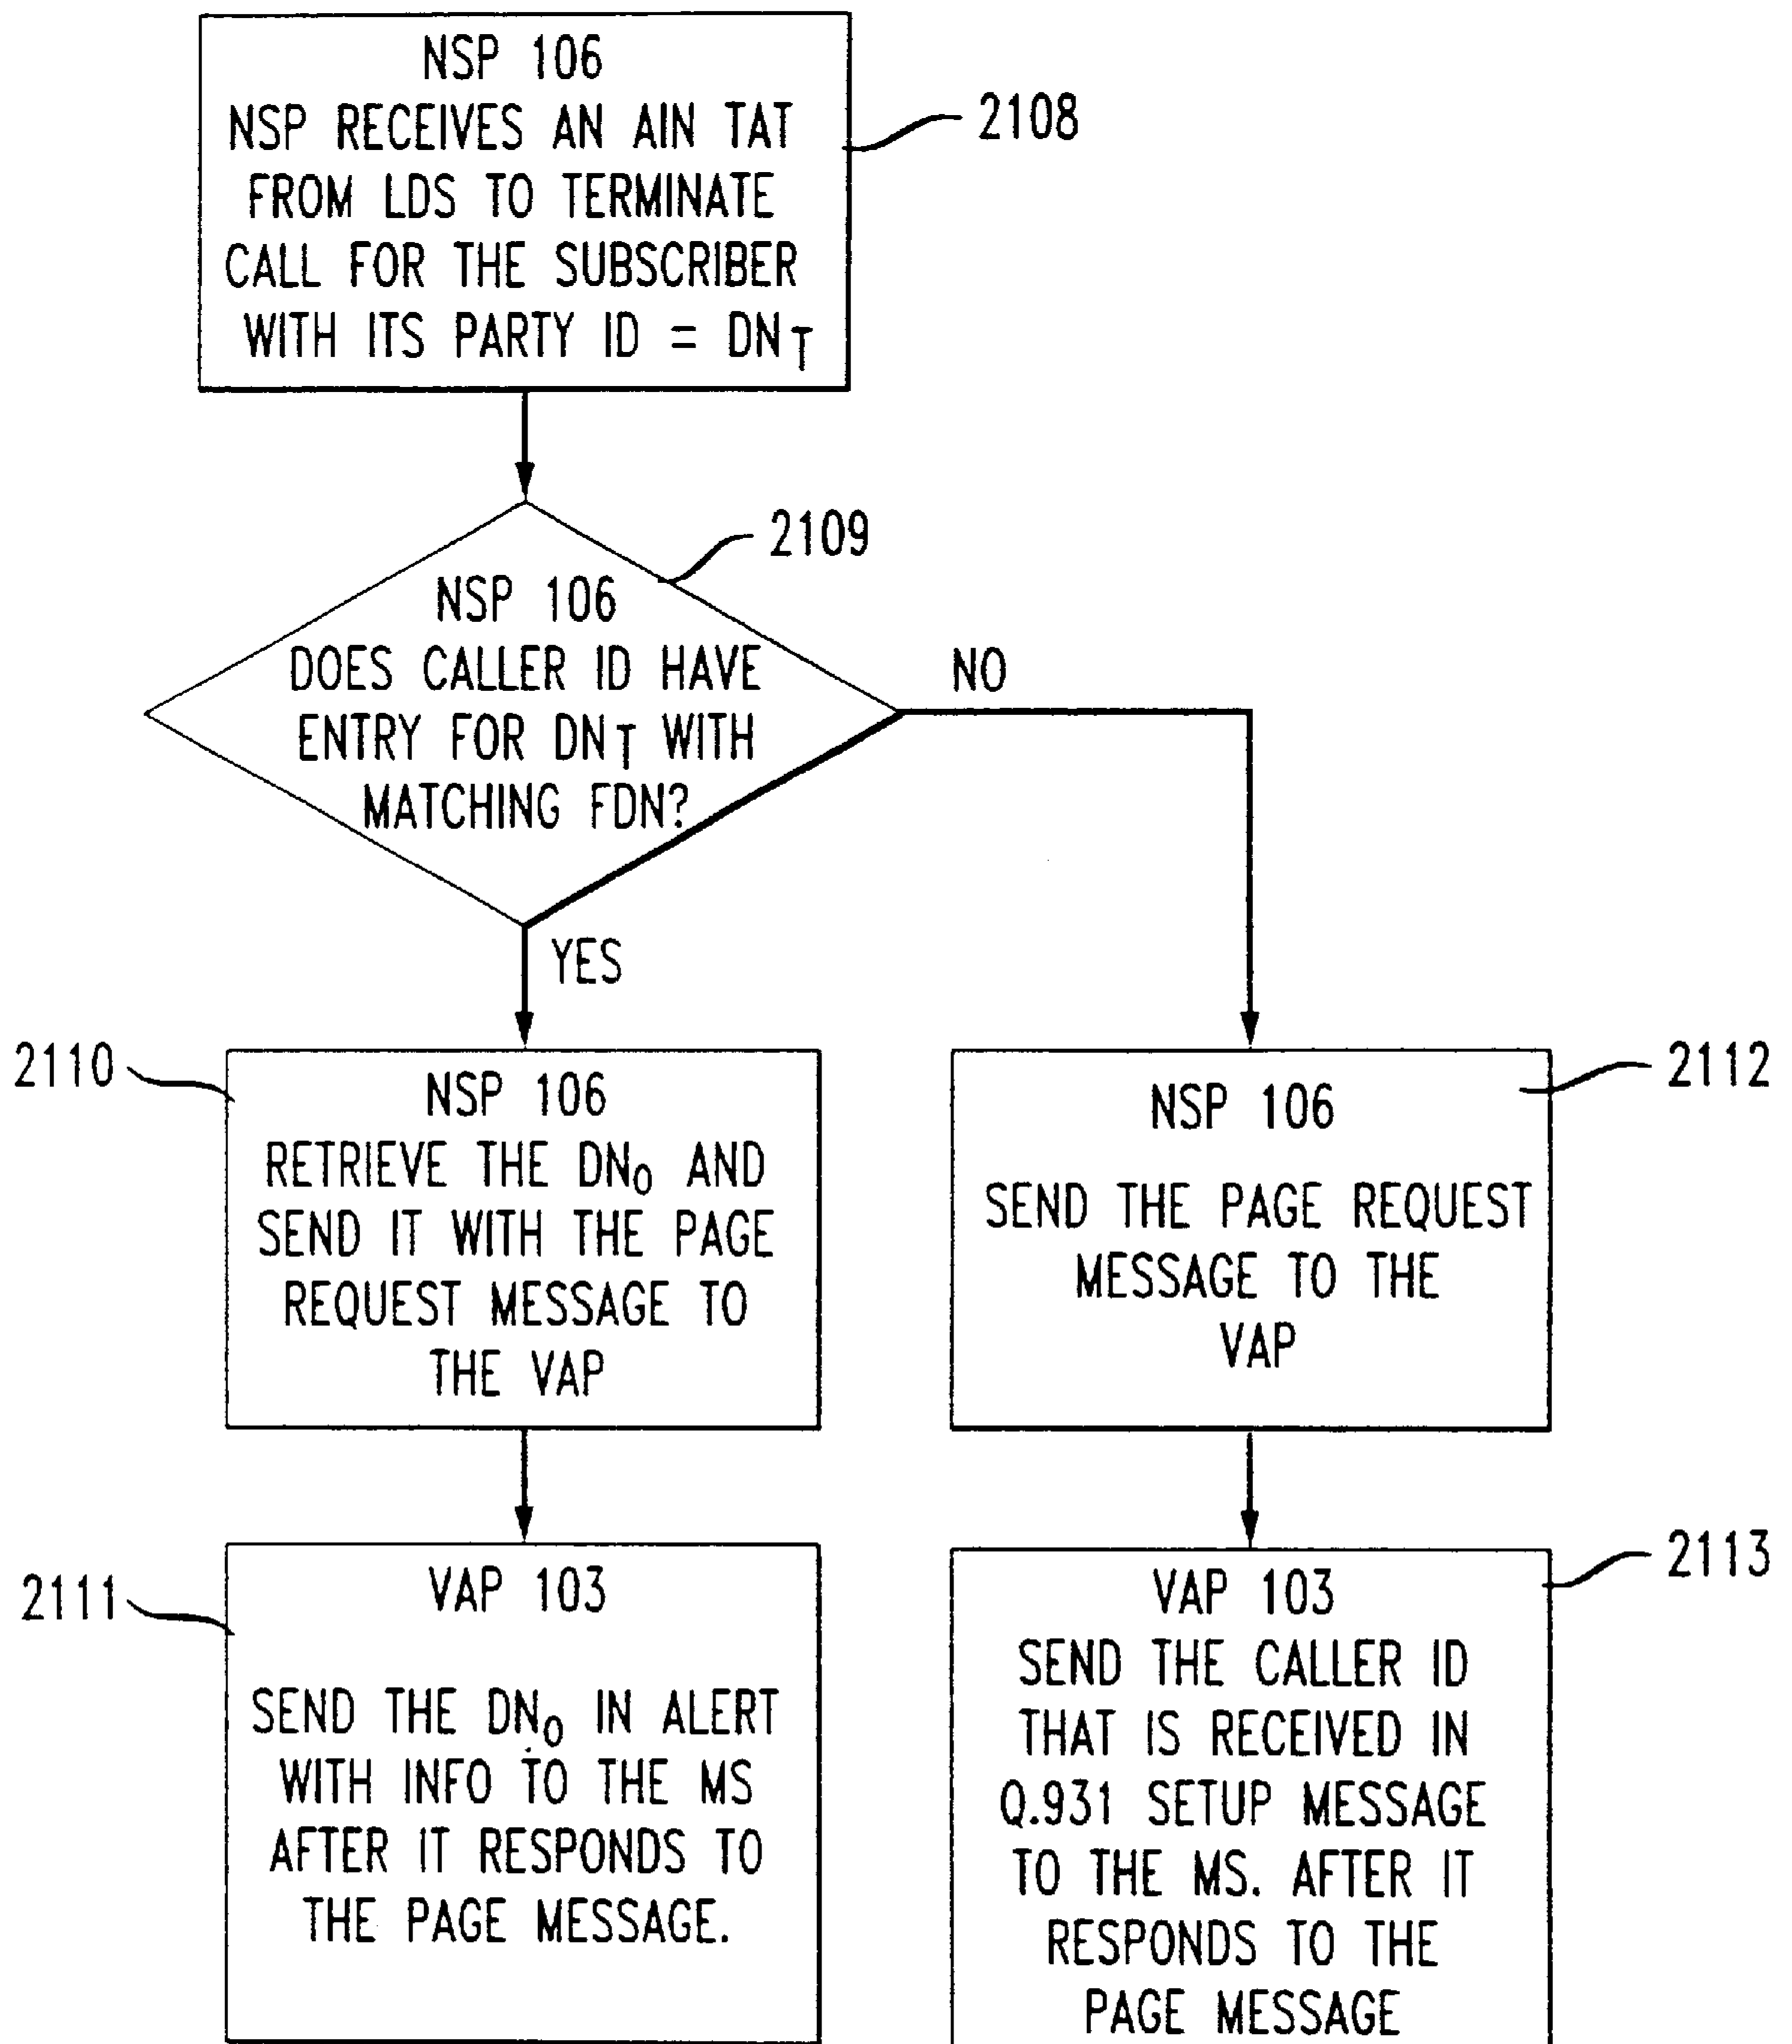 NSP 106
NSP RECEIVES AN AIN TAT
FROM LDS TO TERMINATE
CALL FOR THE SUBSCRIBER
WITH ITS PARTY ID = DNT
2108
2109
NSP 106
DOES CALLER ID HAVE
ENTRY FOR DNT WITH
MATCHING FDN?
NO
YES
2110
NSP 106
RETRIEVE THE DNO AND
SEND IT WITH THE PAGE
REQUEST MESSAGE TO
THE VAP
2112
NSP 106
SEND THE PAGE REQUEST
MESSAGE TO THE
VAP
2111
VAP 103
SEND THE DNO IN ALERT
WITH INFO TO THE MS
AFTER IT RESPONDS TO
THE PAGE MESSAGE.
2113
VAP 103
SEND THE CALLER ID
THAT IS RECEIVED IN
Q.931 SETUP MESSAGE
TO THE MS. AFTER IT
RESPONDS TO THE
PAGE MESSAGE